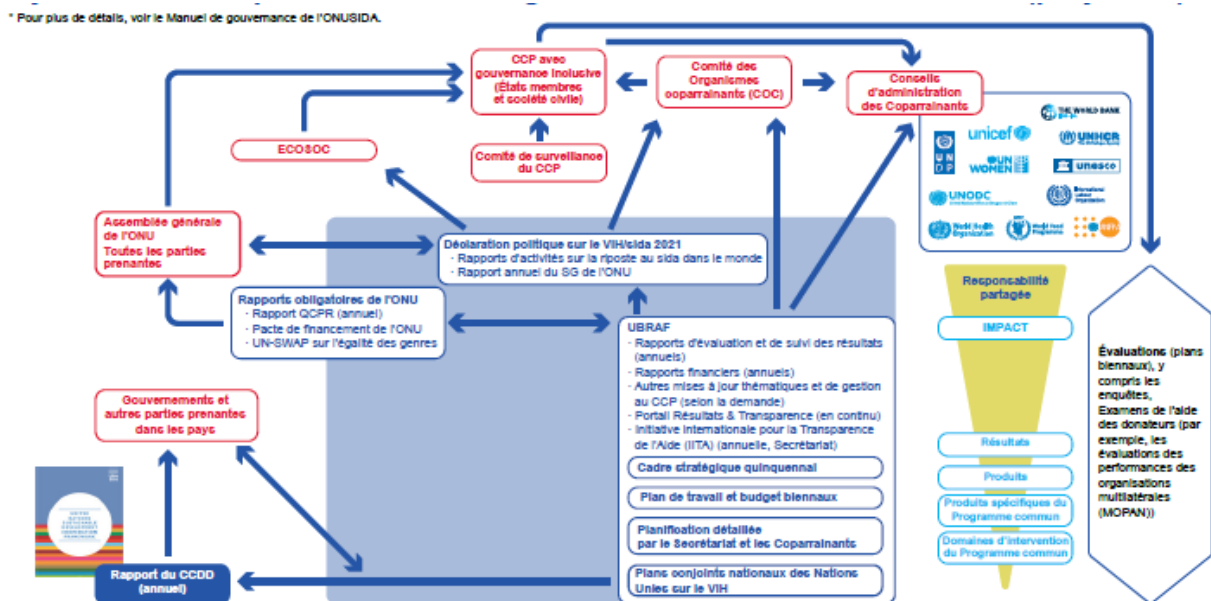 * Pour plus de détails, voir le Manuel de gouvernance de l'ONUSIDA.
CCP avec
gouvernance inclusive
(États membres
et société civile)
Comité des
Organismes
coparrainants (COC)
Conseils
d'administration
des Coparrainants
THE WORLD BANK
unicef
UNHCR
UN
DP
UN
WOMEN
unesco
UNODC
International
Labour
Organization
World Health
Organization
World Food
Programme
ECOSOC
Comité de surveillance
du CCP
Assemblée générale
de l'ONU
Toutes les parties
prenantes
Déclaration politique sur le VIH/sida 2021
· Rapports d'activités sur la riposte au sida dans le monde
· Rapport annuel du SG de l'ONU
Rapports obligatoires de l'ONU
· Rapport QCPR (annuel)
· Pacte de financement de l'ONU
· UN-SWAP sur l'égalité des genres
UBRAF
· Rapports d'évaluation et de suivi des résultats
(annuels)
· Rapports financiers (annuels)
· Autres mises à jour thématiques et de gestion
au CCP (selon la demande)
· Portail Résultats & Transparence (en continu)
· Initiative Internationale pour la Transparence
de l'Aide (IITA) (annuelle, Secrétariat)
Cadre stratégique quinquennal
Plan de travail et budget biennaux
Planification détaillée
par le Secrétariat et les Coparrainants
Plans conjoints nationaux des Nations
Unies sur le VIH
Gouvernements et
autres parties prenantes
dans les pays
Rapport du CCDD
(annuel)
Responsabilité
partagée
IMPACT
Résultats
Produits
Produits spécifiques du
Programme commun
Domaines d'intervention
du Programme commun
Évaluations (plans
biennaux), y
compris les
enquêtes,
Examens de l'aide
des donateurs (par
exemple, les
évaluations des
performances des
organisations
multilatérales
(MOPAN))